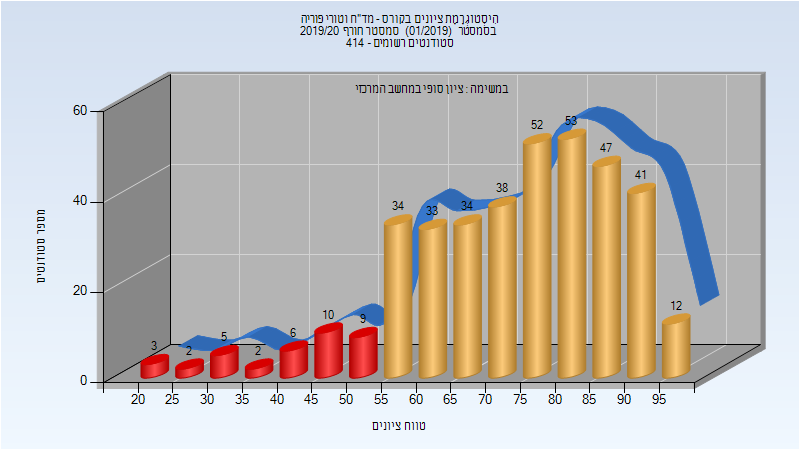 היסטוגרמת ציונים בקורס - מד"ח וטורי פוריה
בסמסטר (01/2019) סמסטר חורף 2019/20
סטודנטים רשומים - 414
במשימה : ציון סופי במחשב המרכזי
מספר סטודנטים
60
40
20
0
3
2
5
2
6
10
9
34
33
34
38
52
53
47
41
12
20 25 30 35 40 45 50 55 60 65 70 75 80 85 90 95
טווח ציונים